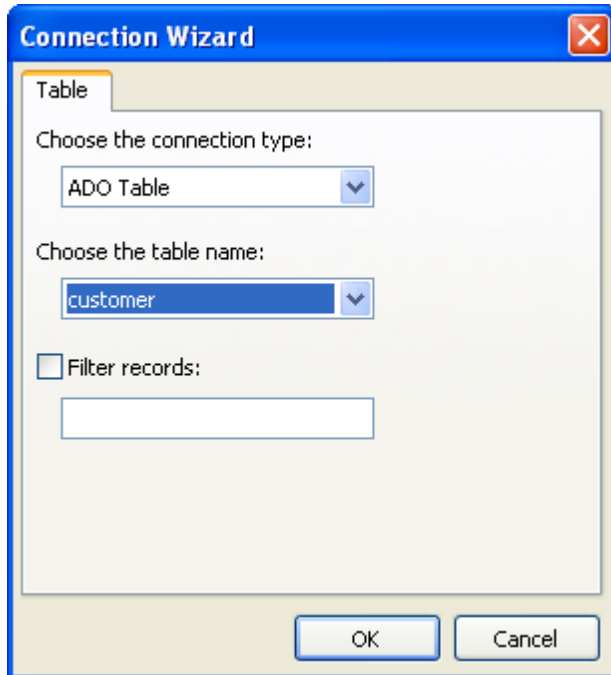 Connection Wizard
Table
Choose the connection type:
ADO Table
Choose the table name:
customer
Filter records:
OK Cancel